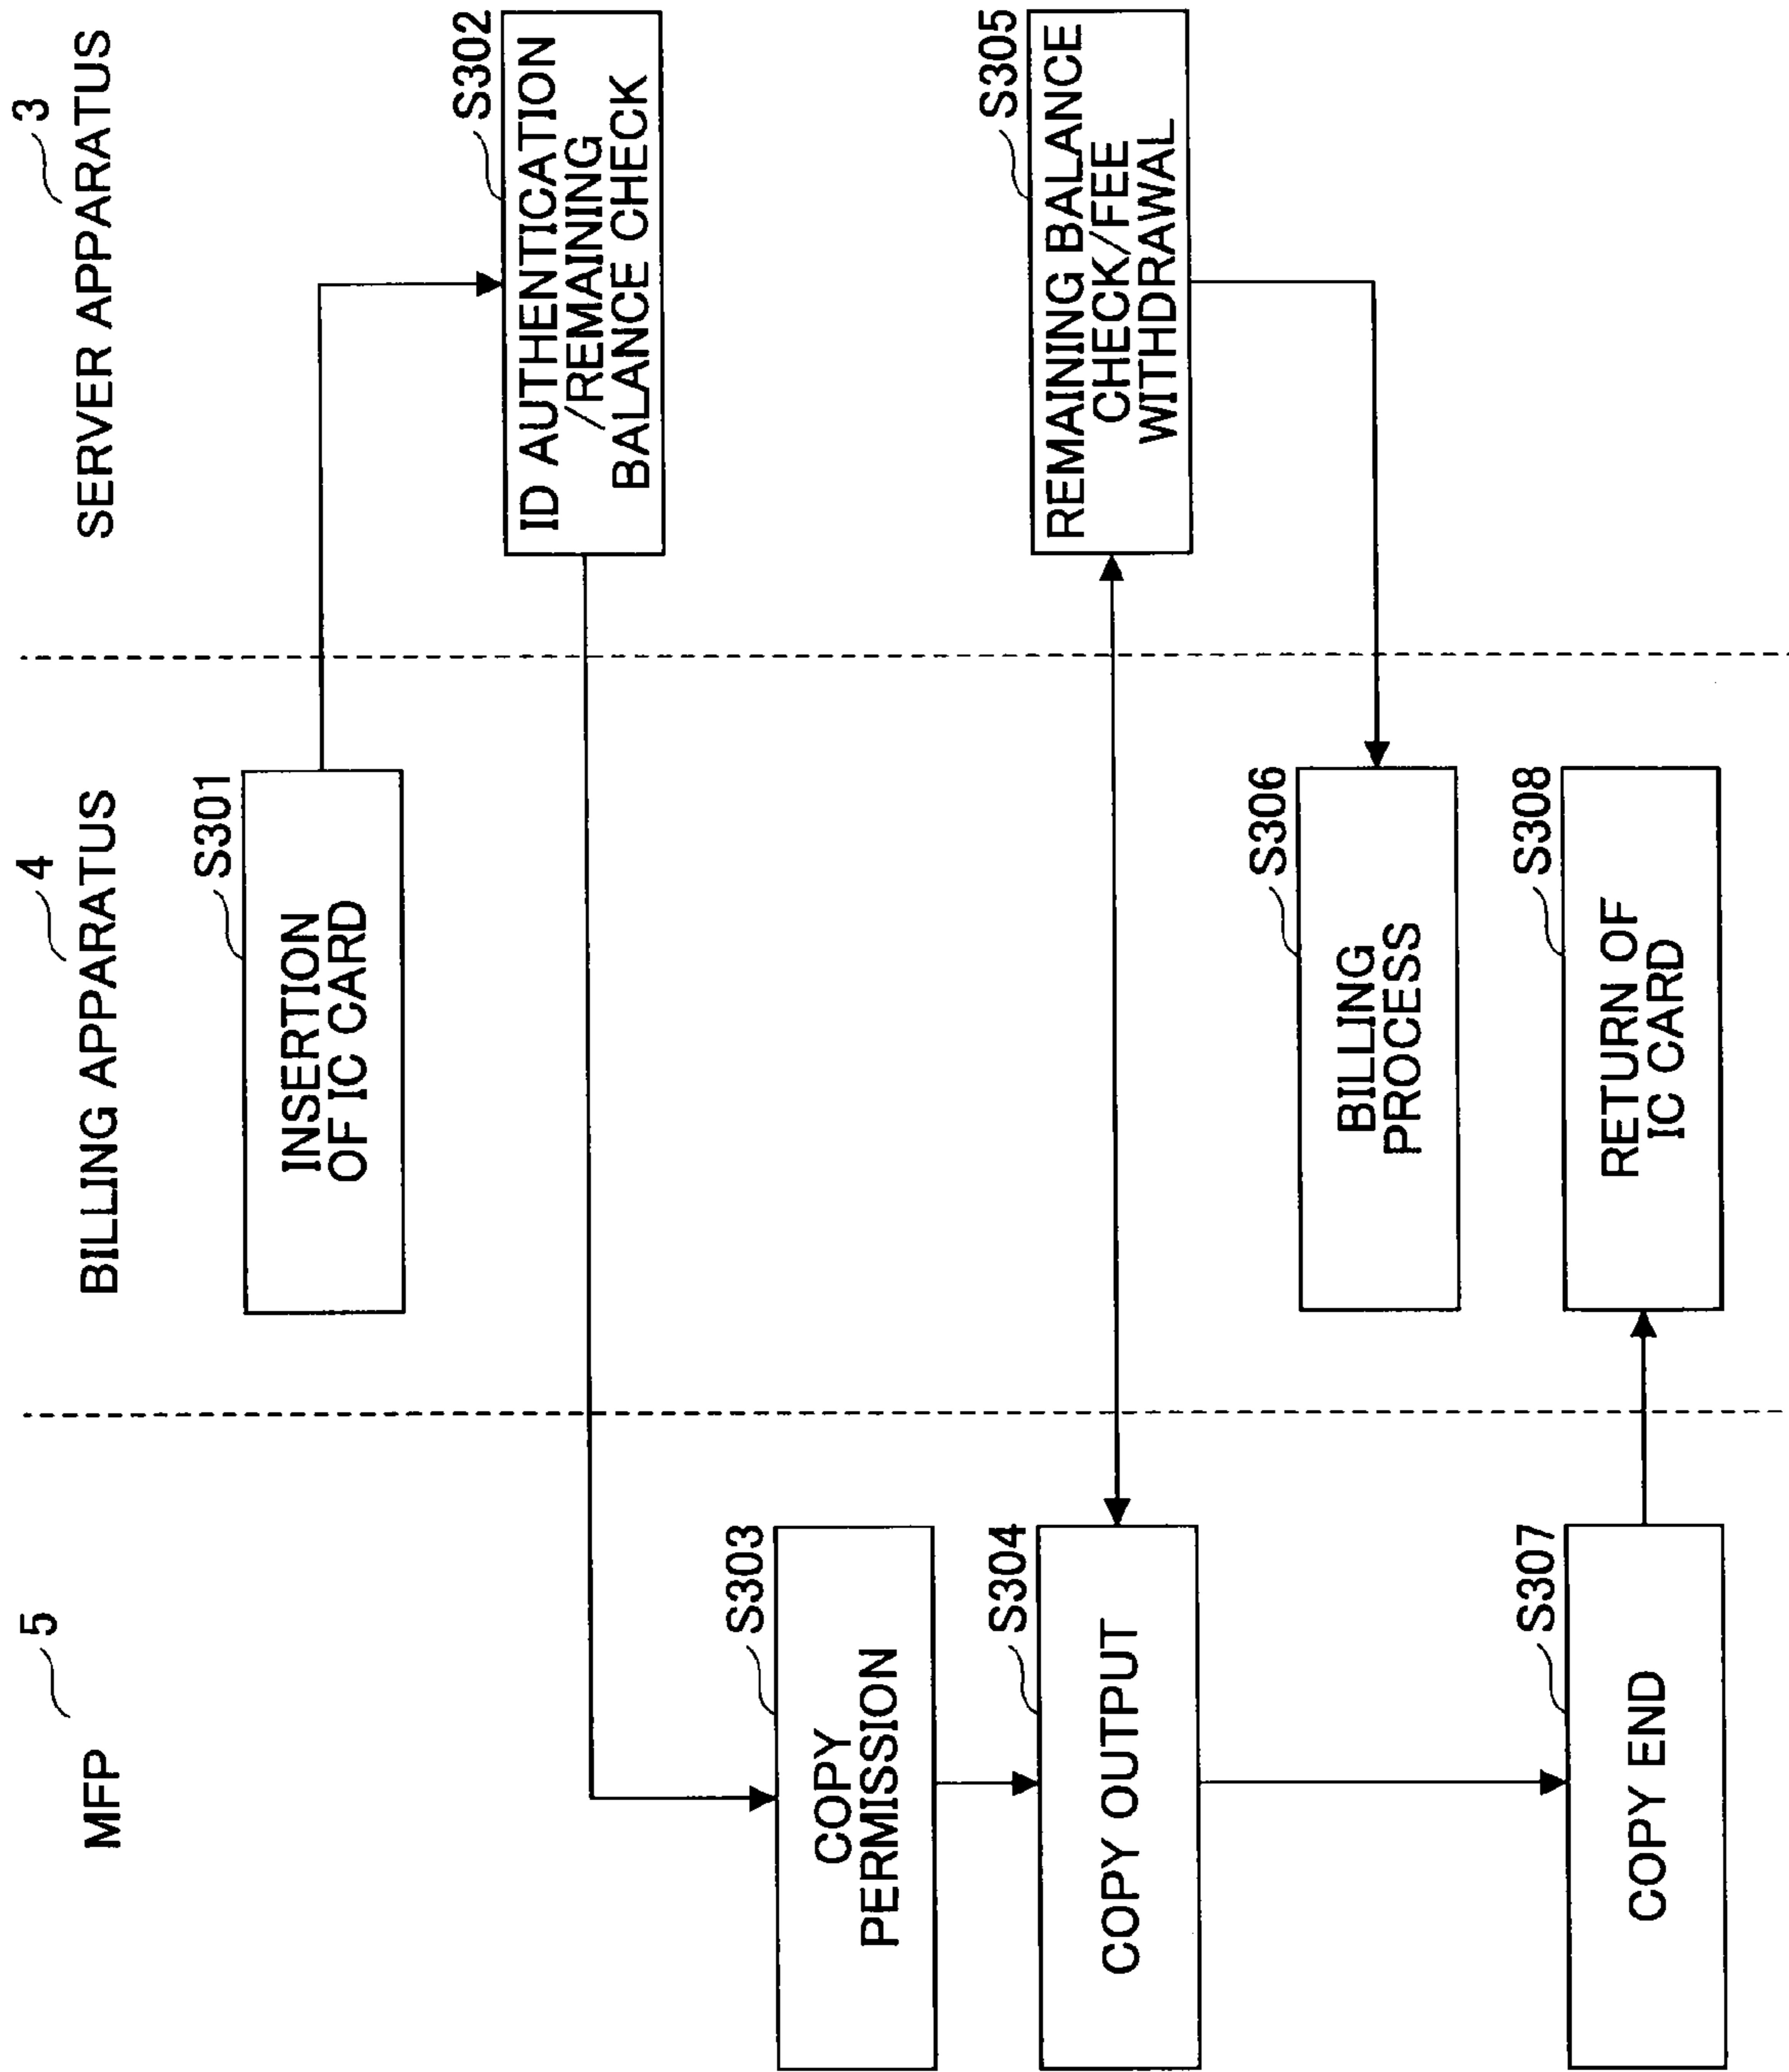 5
MFP
4
BILLING APPARATUS
3
SERVER APPARATUS
S301
INSERTION
OF IC CARD
S302
ID AUTHENTICATION
/REMAINING
BALANCE CHECK
S303
COPY
PERMISSION
S304
COPY OUTPUT
S305
REMAINING BALANCE
CHECK/FEE
WITHDRAWAL
S306
BILLING
PROCESS
S307
COPY END
S308
RETURN OF
IC CARD